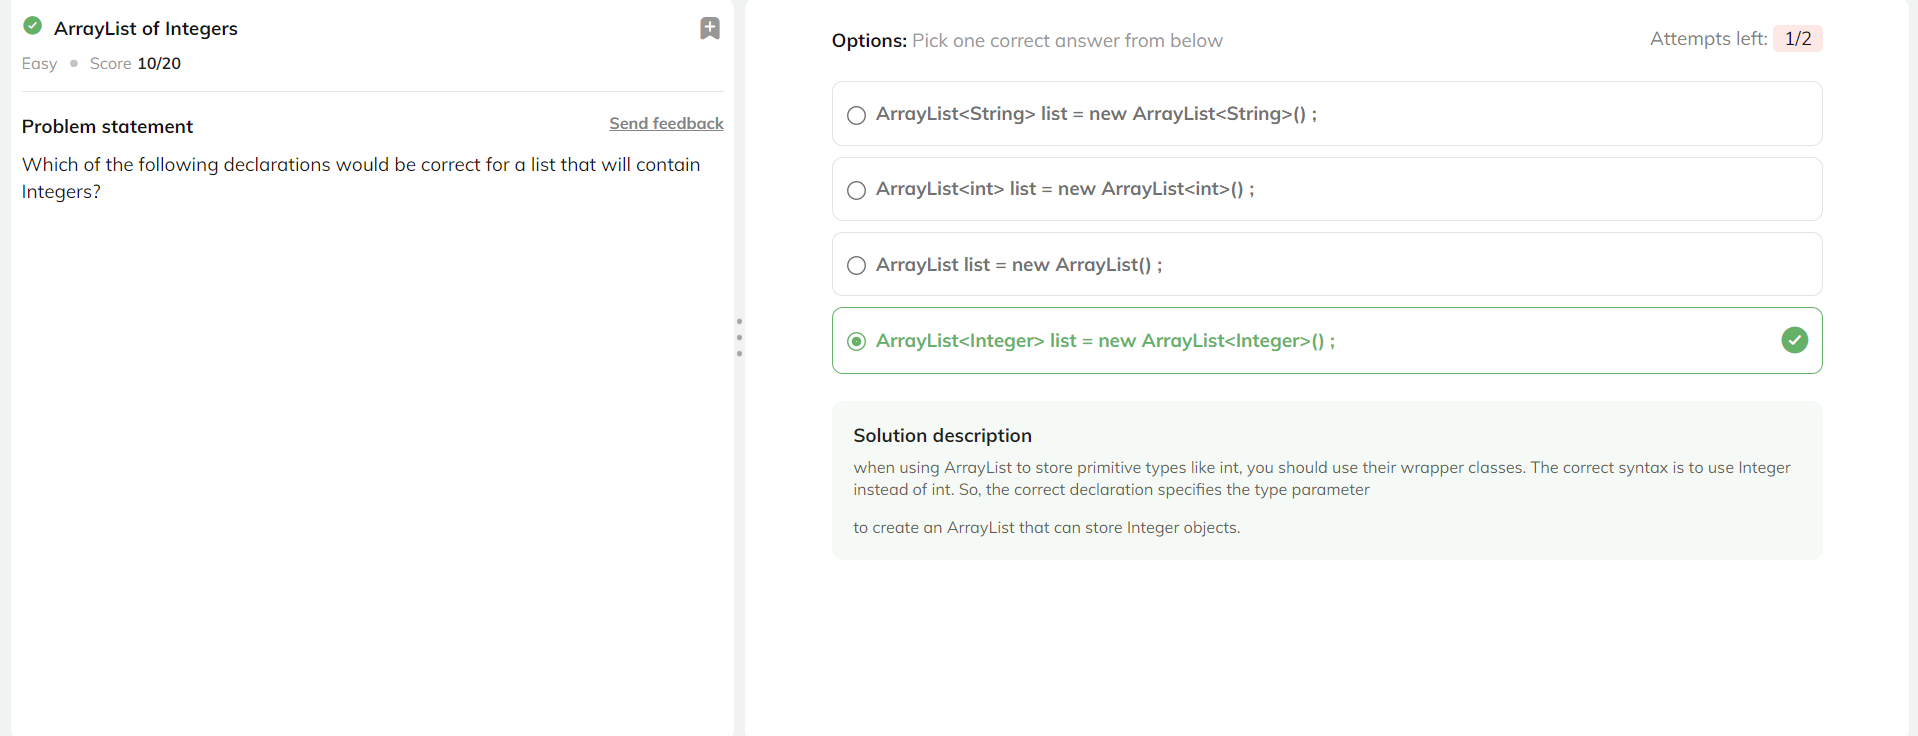 ArrayList of Integers
Easy • Score 10/20
Problem statement
Send feedback
Which of the following declarations would be correct for a list that will contain
Integers?
Options: Pick one correct answer from below
Attempts left: 1/2
ArrayList<String> list = new ArrayList<String>() ;
ArrayList<int> list = new ArrayList<int>() ;
ArrayList list = new ArrayList() ;
ArrayList<Integer> list = new ArrayList<Integer>() ;
Solution description
when using ArrayList to store primitive types like int, you should use their wrapper classes. The correct syntax is to use Integer
instead of int. So, the correct declaration specifies the type parameter
to create an ArrayList that can store Integer objects.